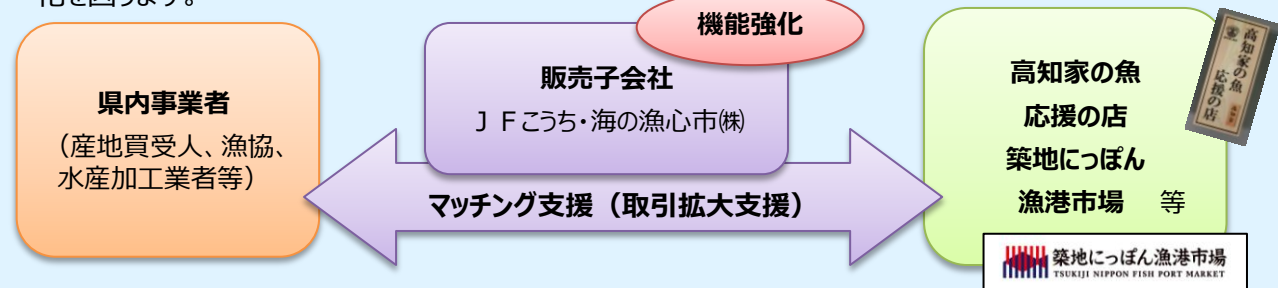 化を図ります。
機能強化
県内事業者
（産地買受人、漁協、
水産加工業者等）
販売子会社
ＪＦこうち・海の漁心市㈱
マッチング支援（取引拡大支援）
高知家の魚
応援の店
築地にっぽん
漁港市場　等
高知家の魚
応援の店
築地にっぽん漁港市場
TSUKIJI NIPPON FISH PORT MARKET